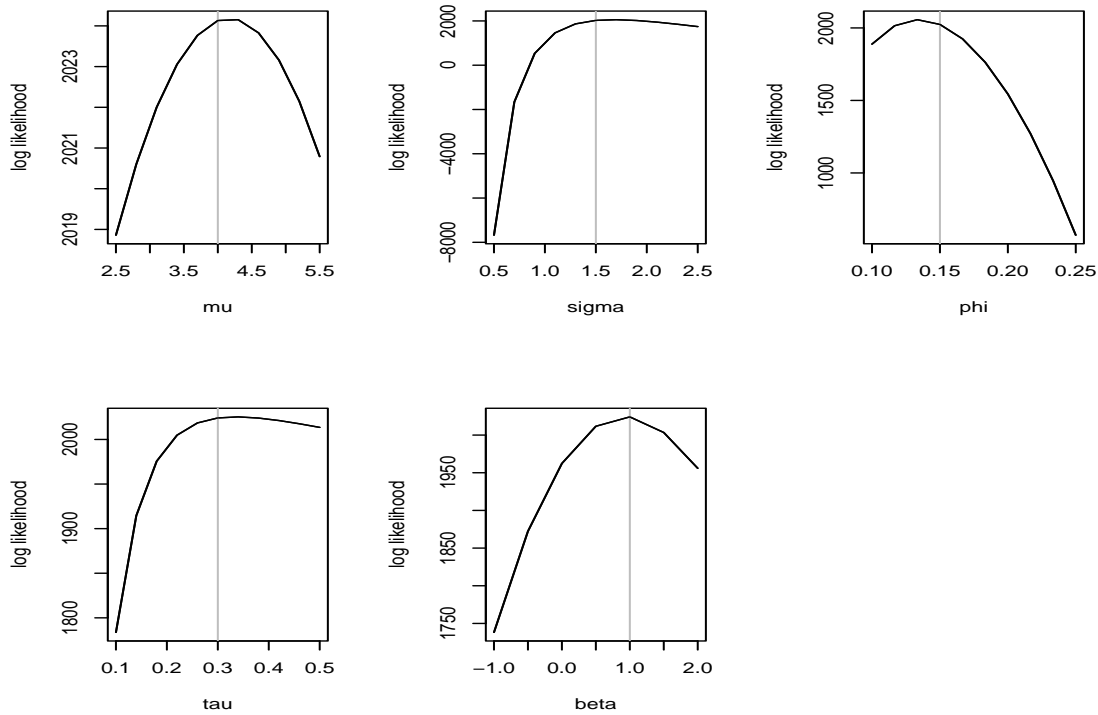 log likelihood
2019 2021 2023
2.5 3.5 4.5 5.5
mu
log likelihood
−8000 −4000 0 2000
0.5 1.0 1.5 2.0 2.5
sigma
log likelihood
1000 1500 2000
0.10 0.15 0.20 0.25
phi
log likelihood
1800 1900 2000
0.1 0.2 0.3 0.4 0.5
tau
log likelihood
1750 1850 1950
−1.0 0.0 1.0 2.0
beta